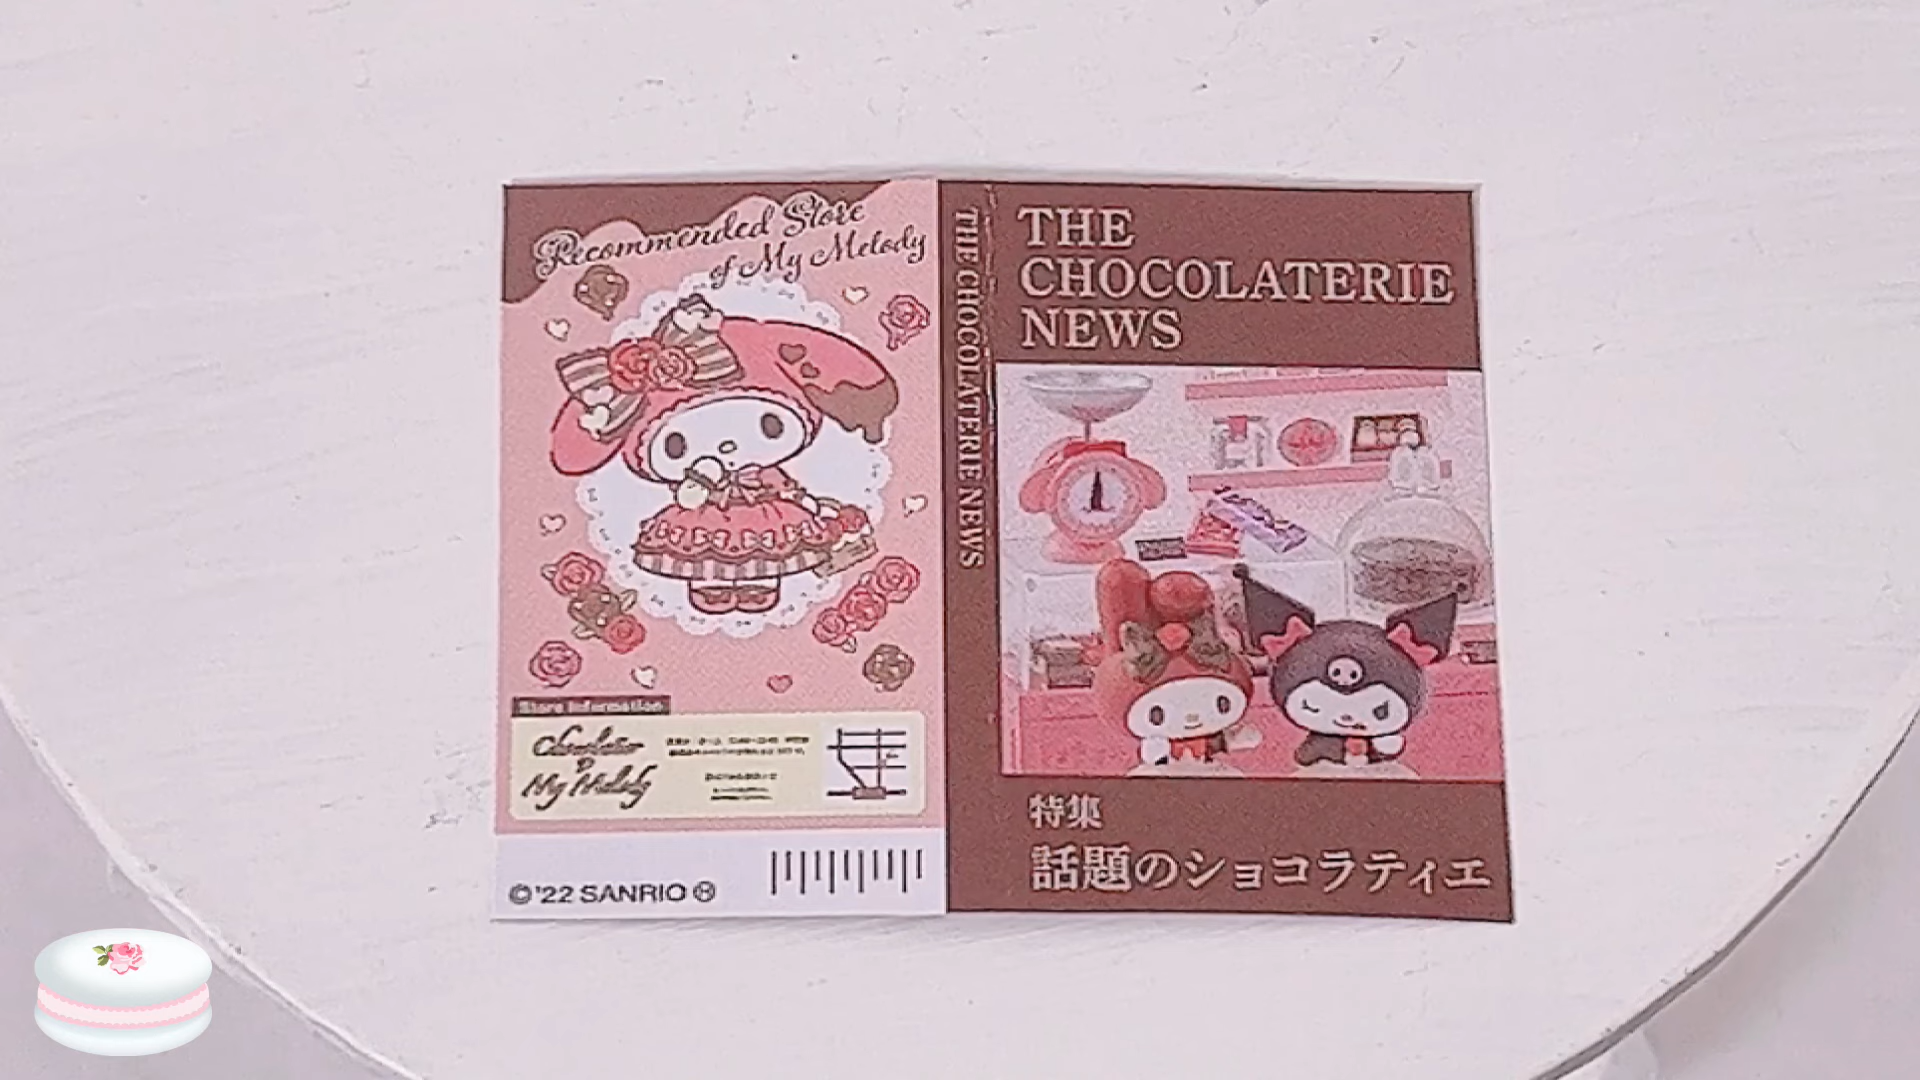 Recommended Store
of My Melody
Store Information
Chocolatier
My Melody
©'22 SANRIO Ⓗ
THE CHOCOLATERIE NEWS
THE
CHOCOLATERIE
NEWS
特集
話題のショコラティエ